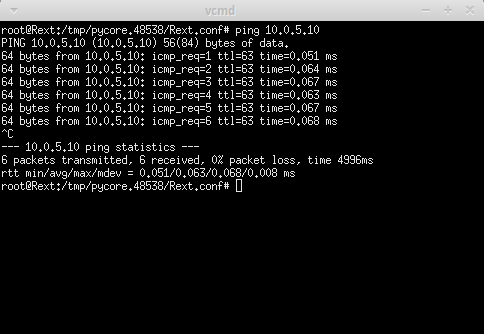 vcmd
root@Rext:/tmp/pycore.48538/Rext.conf# ping 10.0.5.10
PING 10.0.5.10 (10.0.5.10) 56(84) bytes of data.
64 bytes from 10.0.5.10: icmp_req=1 ttl=63 time=0.051 ms
64 bytes from 10.0.5.10: icmp_req=2 ttl=63 time=0.064 ms
64 bytes from 10.0.5.10: icmp_req=3 ttl=63 time=0.067 ms
64 bytes from 10.0.5.10: icmp_req=4 ttl=63 time=0.063 ms
64 bytes from 10.0.5.10: icmp_req=5 ttl=63 time=0.067 ms
64 bytes from 10.0.5.10: icmp_req=6 ttl=63 time=0.068 ms
^C
--- 10.0.5.10 ping statistics ---
6 packets transmitted, 6 received, 0% packet loss, time 4996ms
rtt min/avg/max/mdev = 0.051/0.063/0.068/0.008 ms
root@Rext:/tmp/pycore.48538/Rext.conf#